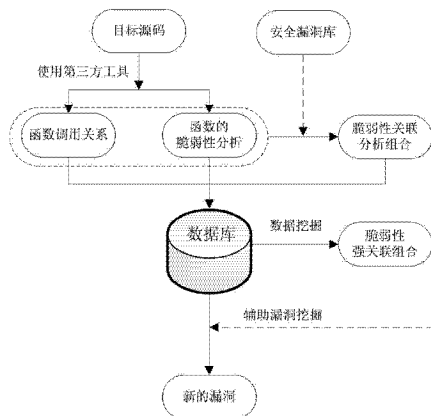 目标源码
安全漏洞库
使用第三方工具
函数调用关系
函数的
脆弱性分析
脆弱性关联
分析组合
数据库
数据挖掘
脆弱性
强关联组合
辅助漏洞挖掘
新的漏洞